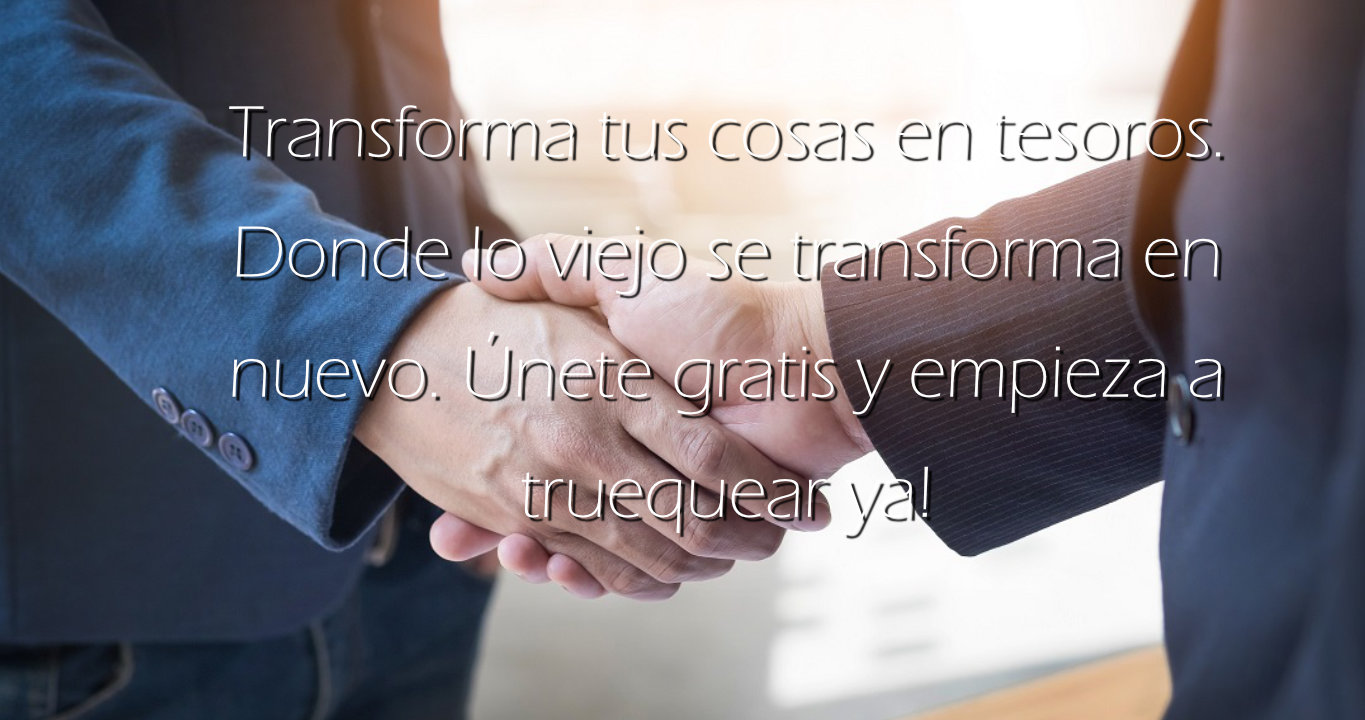 Transforma tus cosas en tesoros.
Donde lo viejo se transforma en
nuevo. Únete gratis y empieza a
truequear ya!